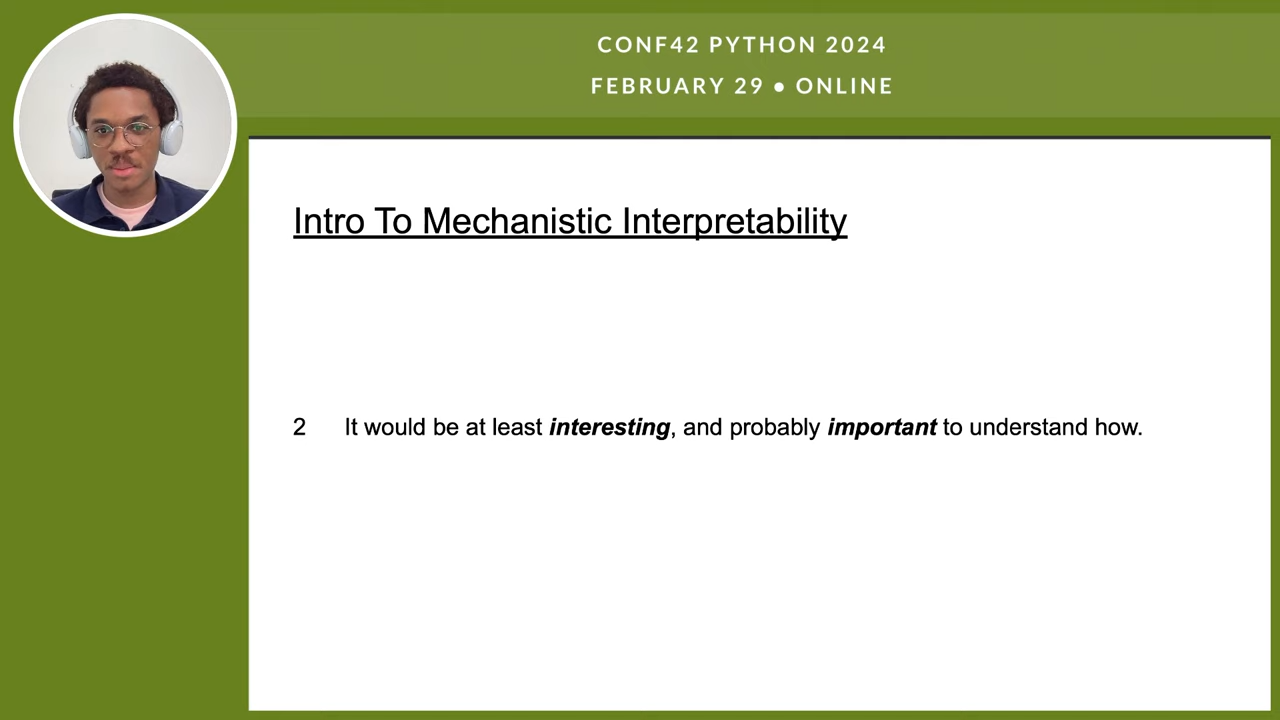 CONF42 PYTHON 2024
FEBRUARY 29 ● ONLINE
Intro To Mechanistic Interpretability
2 It would be at least interesting, and probably important to understand how.